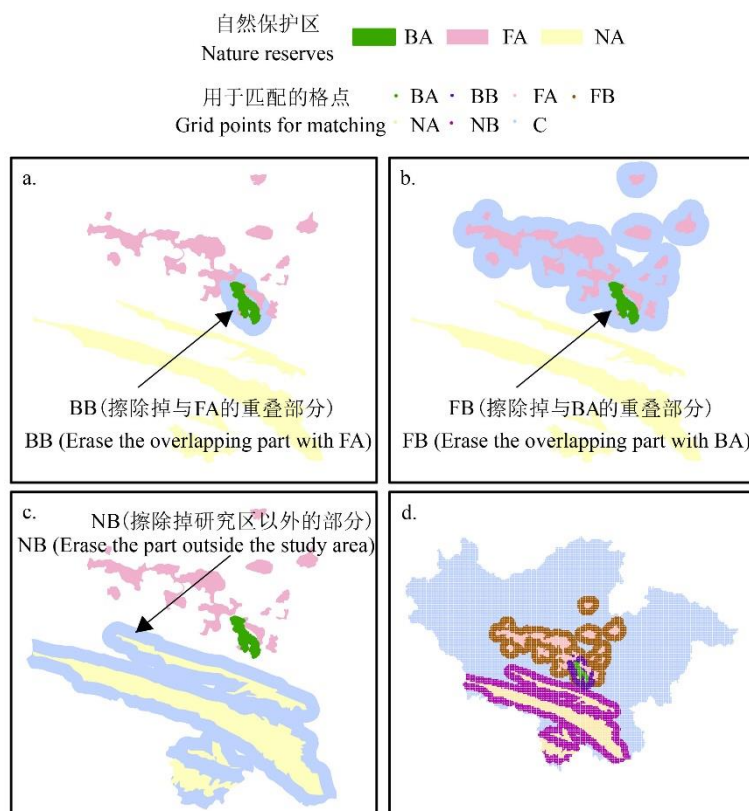 自然保护区 BA FA NA
Nature reserves
用于匹配的格点 BA BB FA FB
Grid points for matching NA NB C
a.
BB(擦除掉与FA的重叠部分)
BB (Erase the overlapping part with FA)
b.
FB(擦除掉与BA的重叠部分)
FB (Erase the overlapping part with BA)
c.
NB(擦除掉研究区以外的部分)
NB (Erase the part outside the study area)
d.